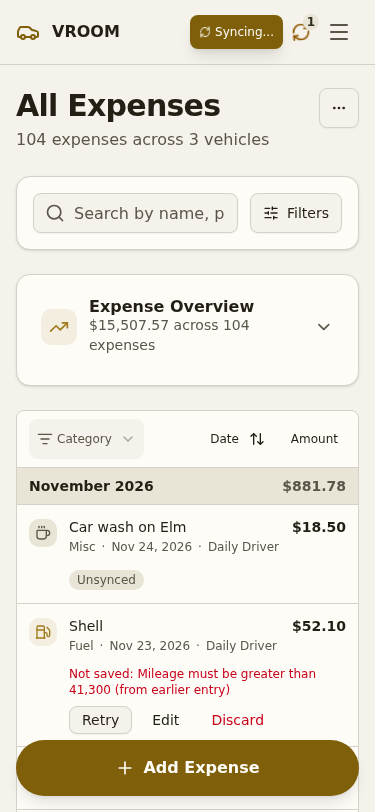 VROOM
Syncing...
1
All Expenses
...
104 expenses across 3 vehicles
Search by name, p
Filters
Expense Overview
$15,507.57 across 104
expenses
Category
Date
Amount
November 2026
$881.78
Car wash on Elm
$18.50
Misc · Nov 24, 2026 · Daily Driver
Unsynced
Shell
$52.10
Fuel · Nov 23, 2026 · Daily Driver
Not saved: Mileage must be greater than
41,300 (from earlier entry)
Retry
Edit
Discard
Add Expense